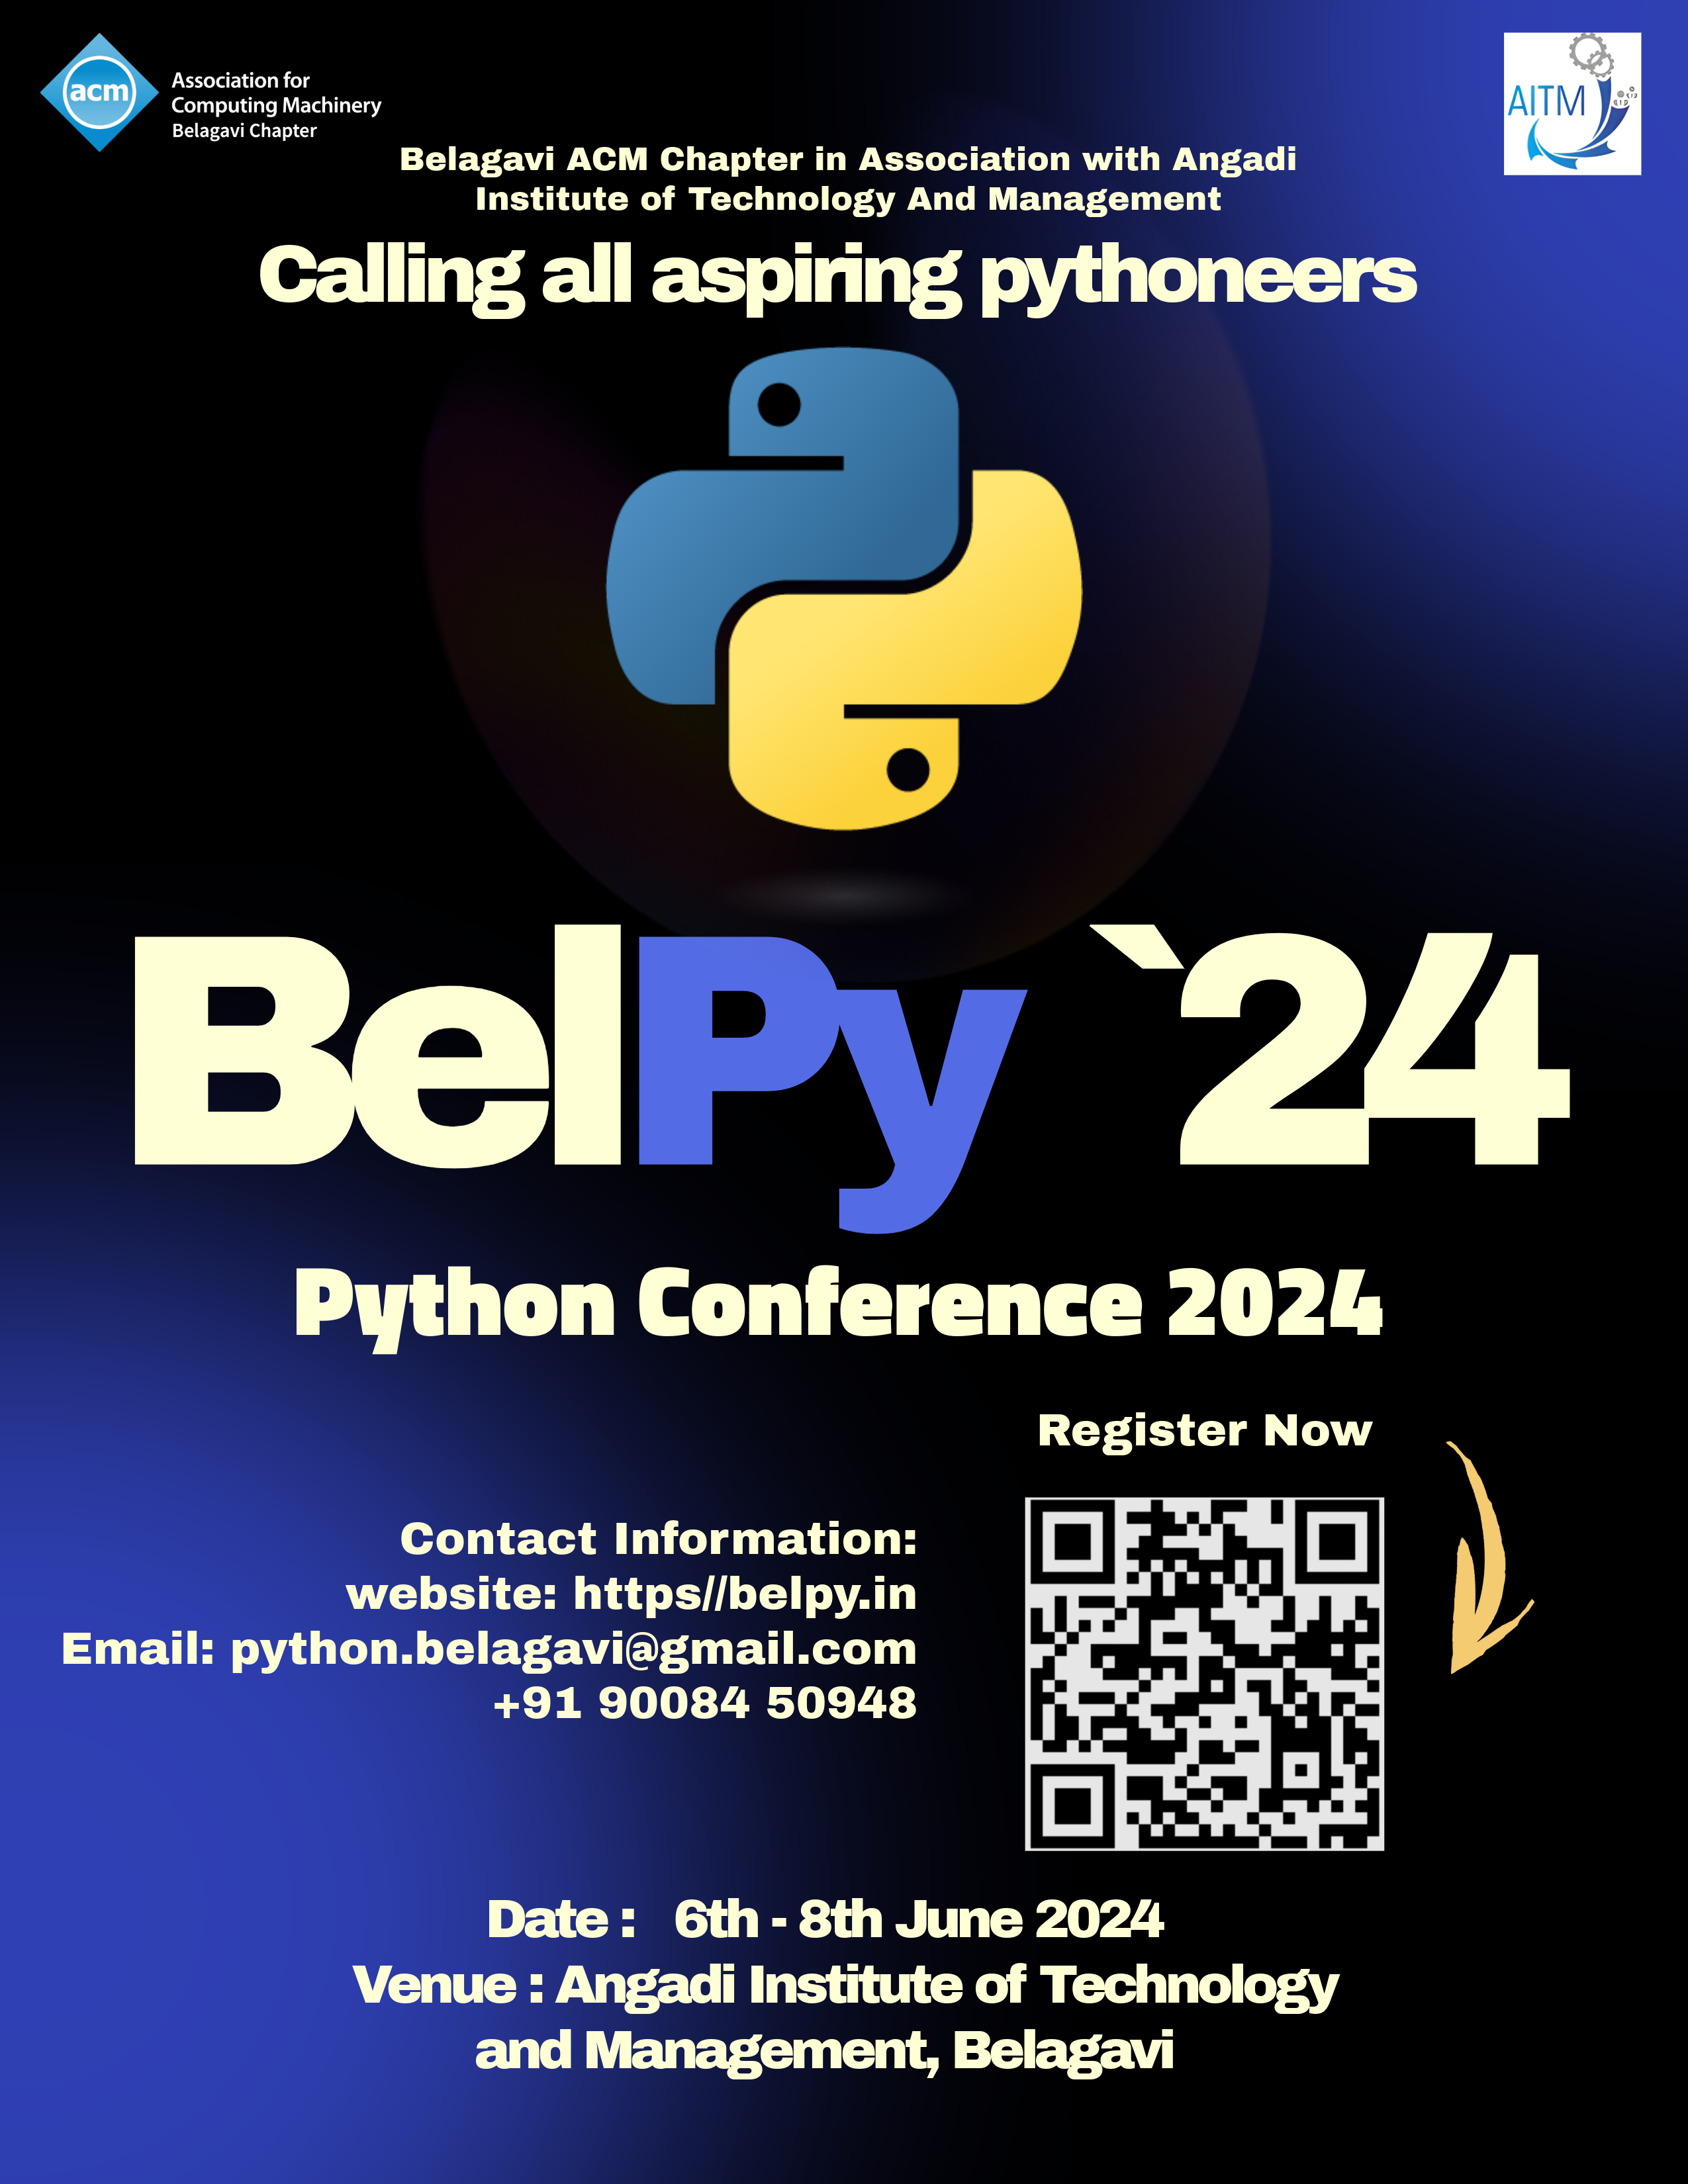 acm
Association for
Computing Machinery
Belagavi Chapter
AITM
Belagavi ACM Chapter in Association with Angadi
Institute of Technology And Management
Calling all aspiring pythoneers
BelPy `24
Python Conference 2024
Register Now
Contact Information:
website: https//belpy.in
Email: python.belagavi@gmail.com
+91 90084 50948
Date : 6th - 8th June 2024
Venue : Angadi Institute of Technology
and Management, Belagavi